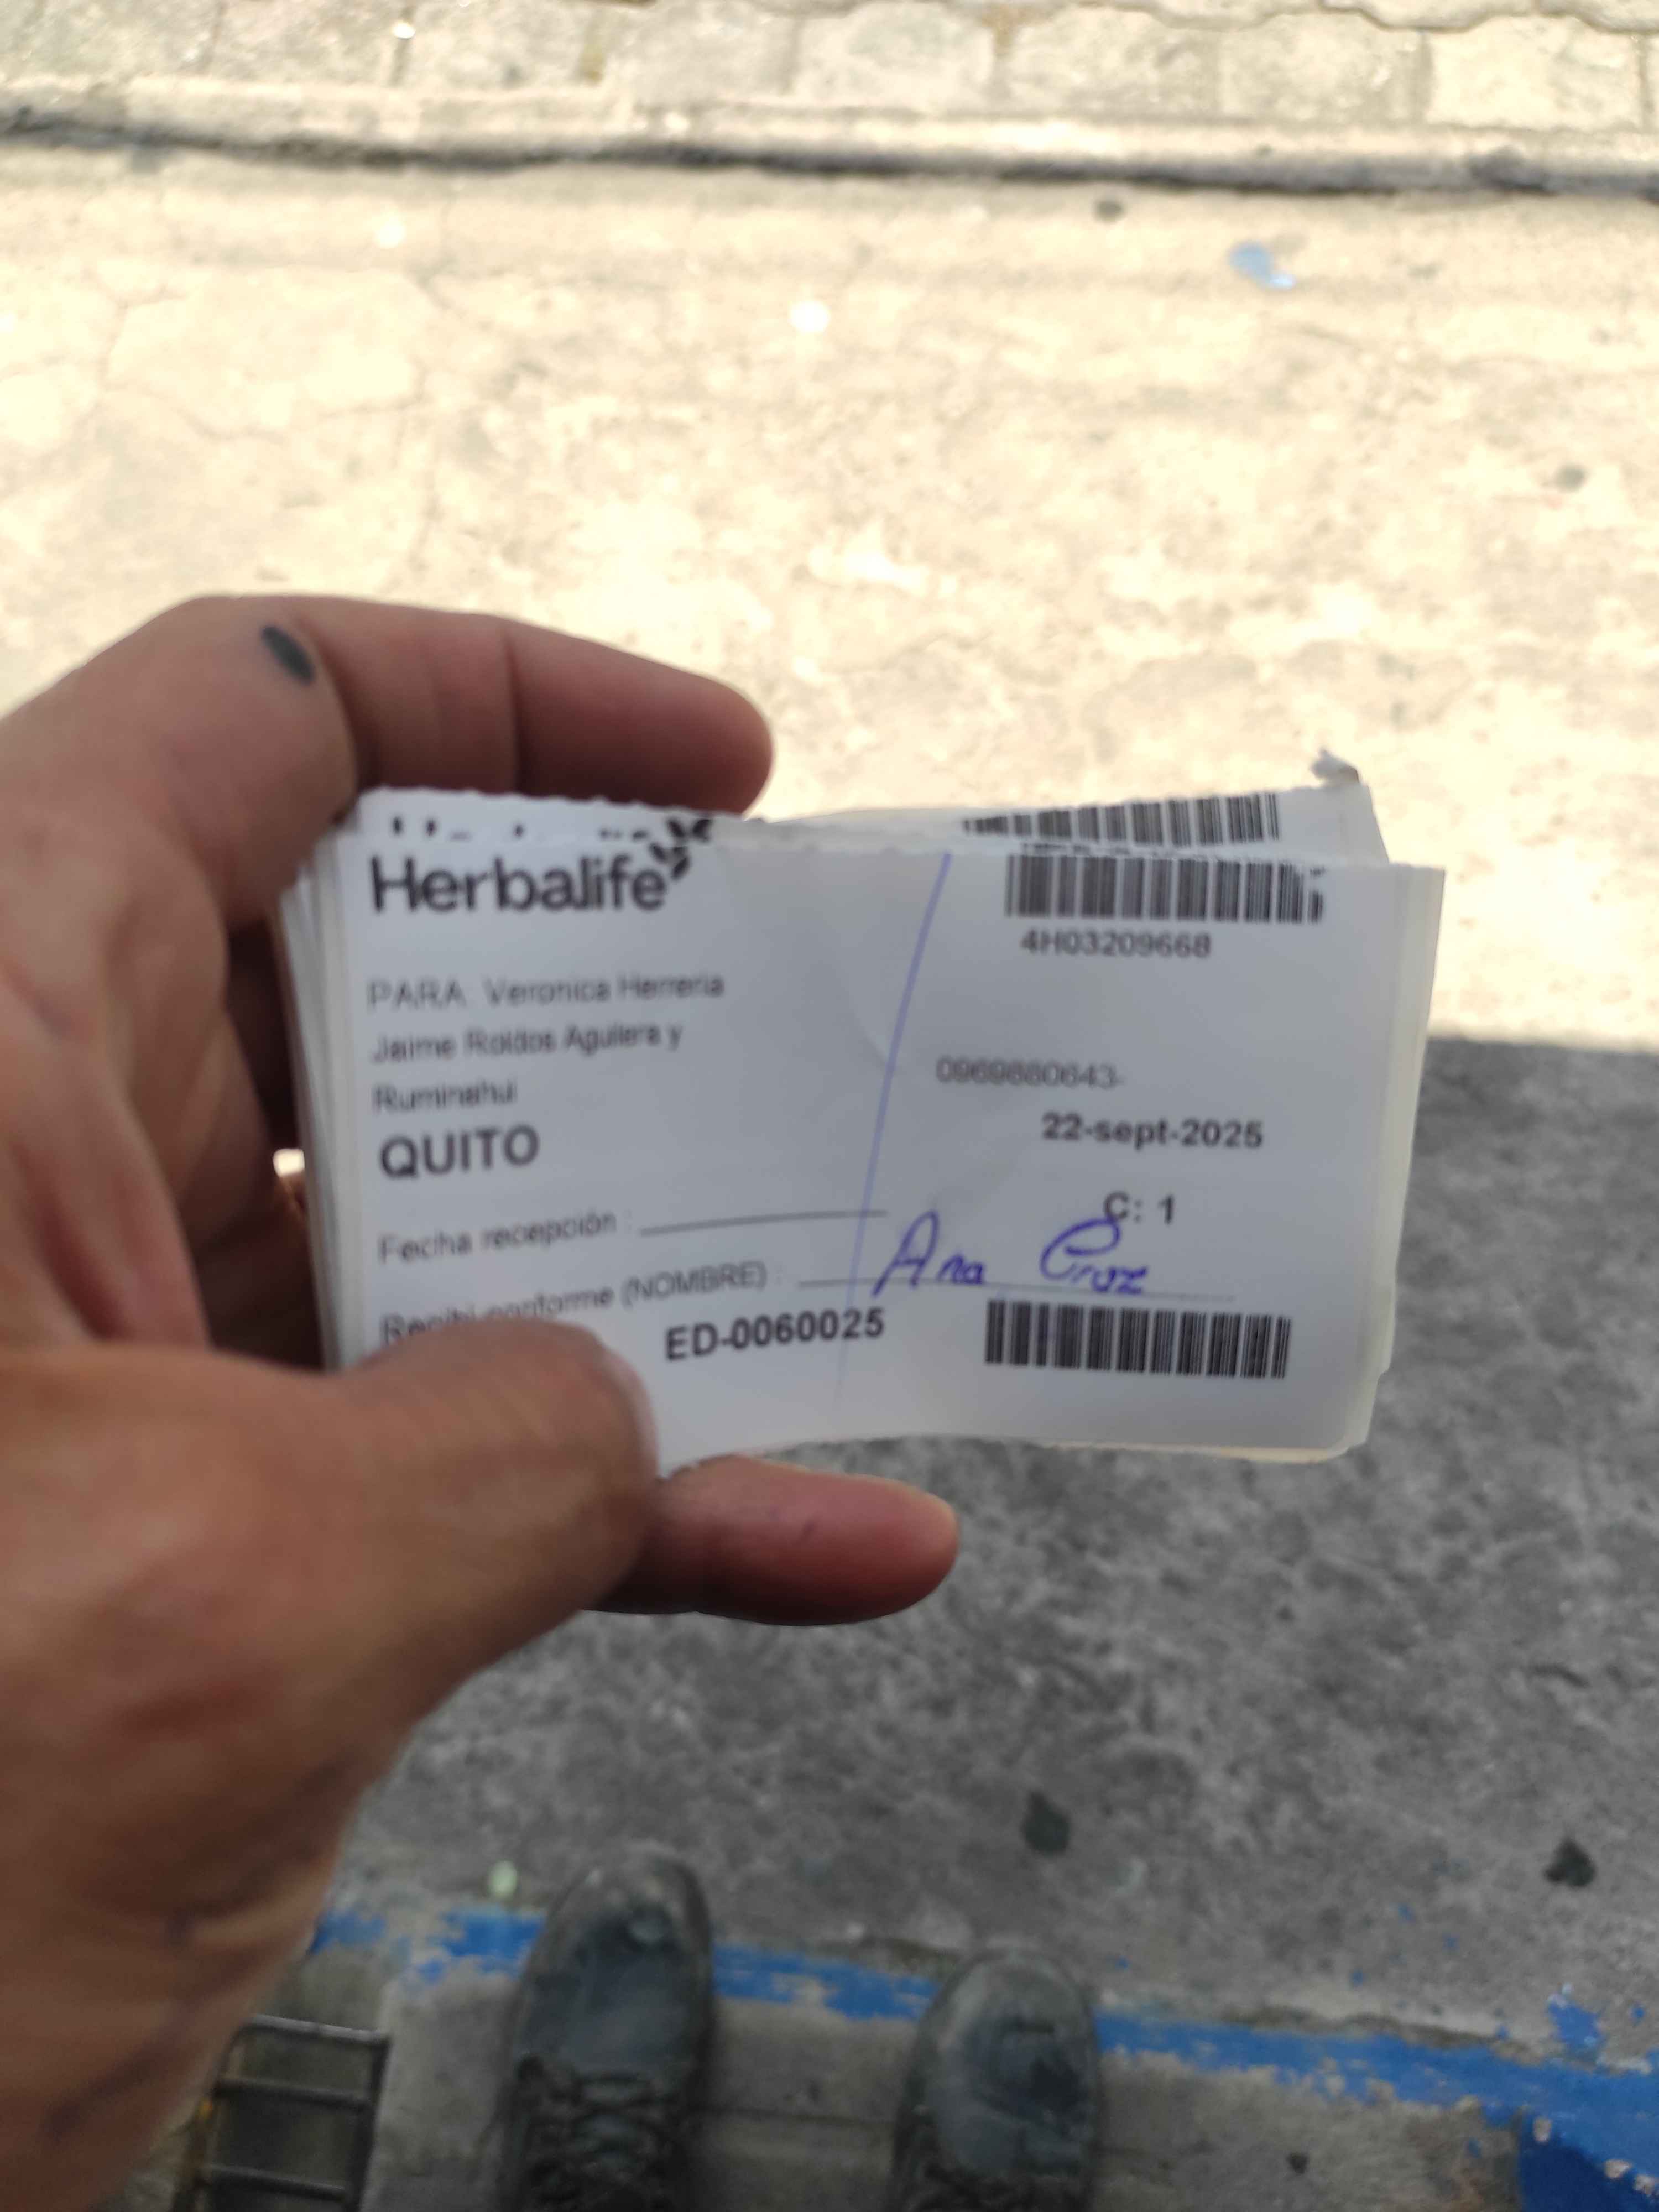 Herbalife
4H03209668
PARA: Veronica Herreria
Jaime Roldos Aguilera y
Ruminahui
0969880643-
QUITO
22-sept-2025
C: 1
Fecha recepción :
Recibi conforme (NOMBRE) : Ana Cruz
ED-0060025